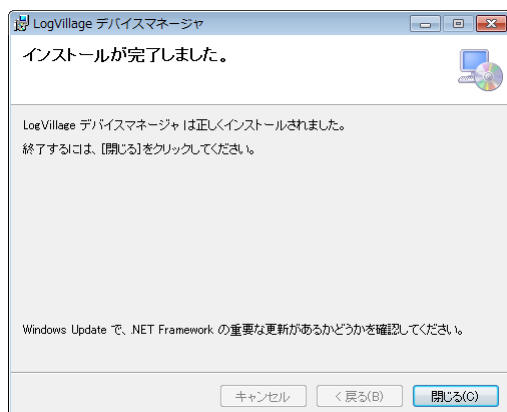 LogVillage デバイスマネージャ
インストールが完了しました。
LogVillage デバイスマネージャ は正しくインストールされました。
終了するには、[閉じる]をクリックしてください。
Windows Update で、.NET Framework の重要な更新があるかどうかを確認してください。
キャンセル < 戻る(B) 閉じる(C)